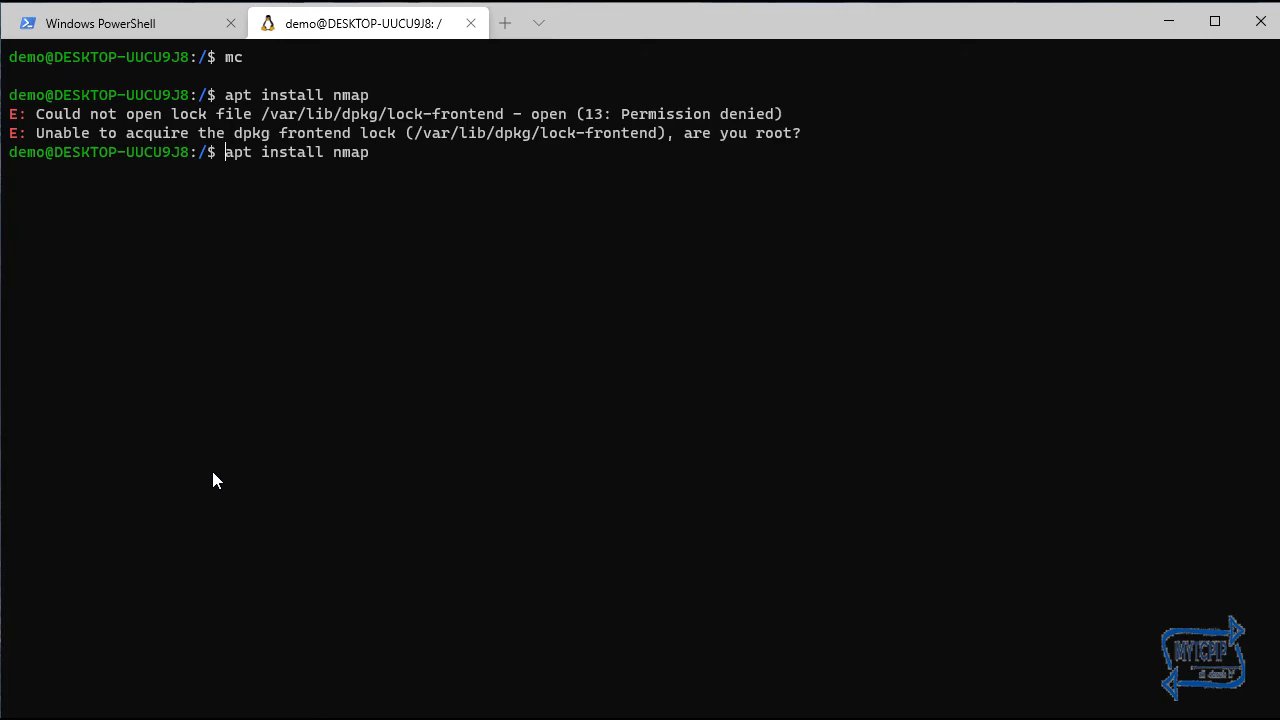 Windows PowerShell
demo@DESKTOP-UUCU9J8: /
demo@DESKTOP-UUCU9J8:/$ mc
demo@DESKTOP-UUCU9J8:/$ apt install nmap
E: Could not open lock file /var/lib/dpkg/lock-frontend - open (13: Permission denied)
E: Unable to acquire the dpkg frontend lock (/var/lib/dpkg/lock-frontend), are you root?
demo@DESKTOP-UUCU9J8:/$ apt install nmap